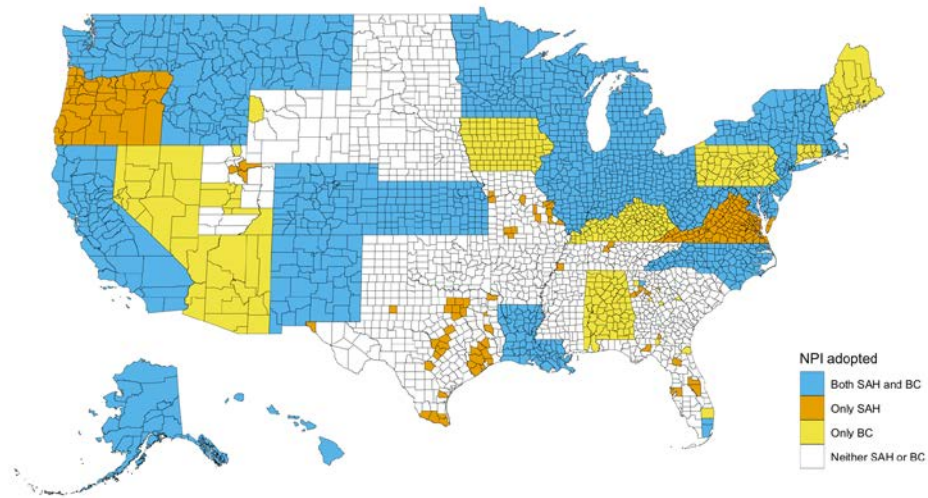 NPI adopted
Both SAH and BC
Only SAH
Only BC
Neither SAH or BC